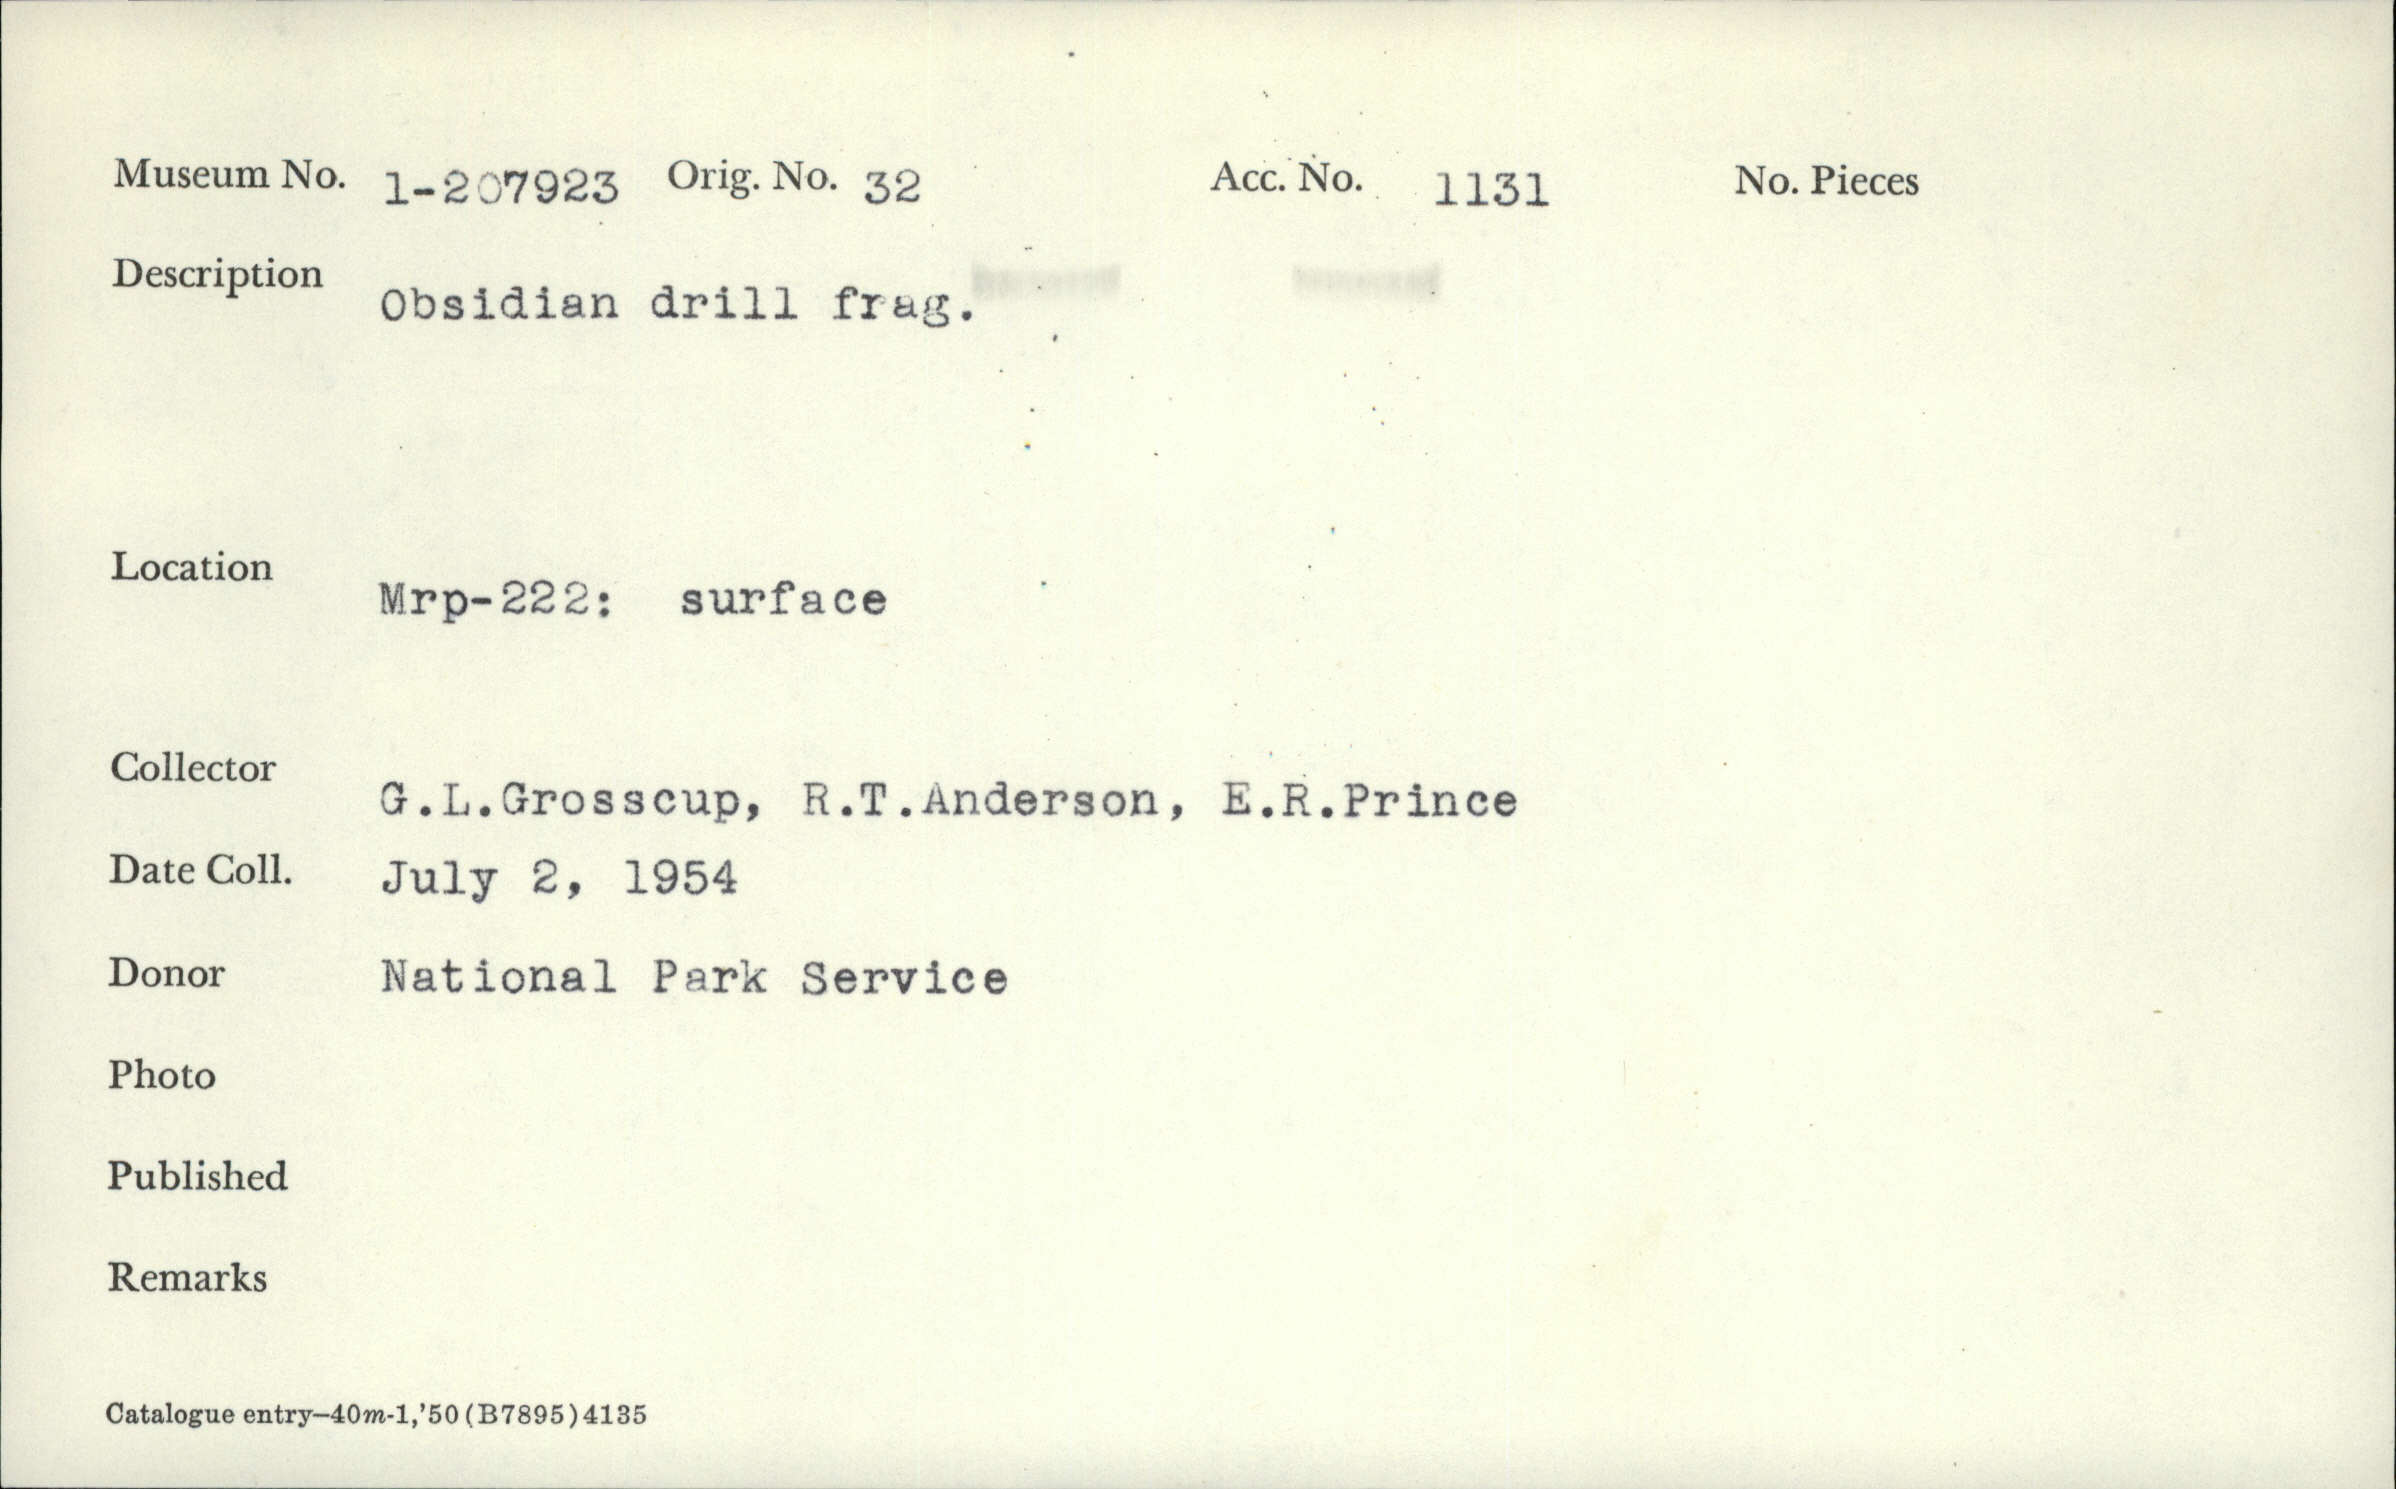 Museum No. 1-207923 Orig. No. 32 Acc. No. 1131 No. Pieces
Description
Obsidian drill frag.
Location
Mrp-222: surface
Collector
G.L.Grosscup, R.T.Anderson, E.R.Prince
Date Coll. July 2, 1954
Donor National Park Service
Photo
Published
Remarks
Catalogue entry—40m-1,'50(B7895)4135